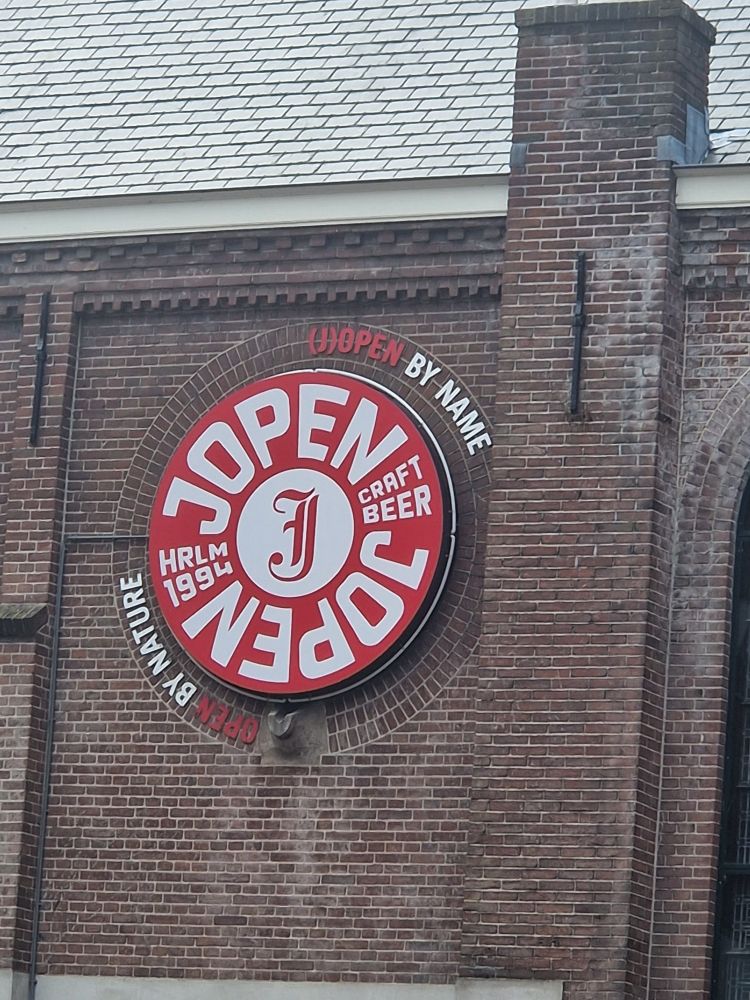 (J)OPEN BY NAME
JOPEN
CRAFT
BEER
J
HRLM
1994
JOPEN
OPEN BY NATURE